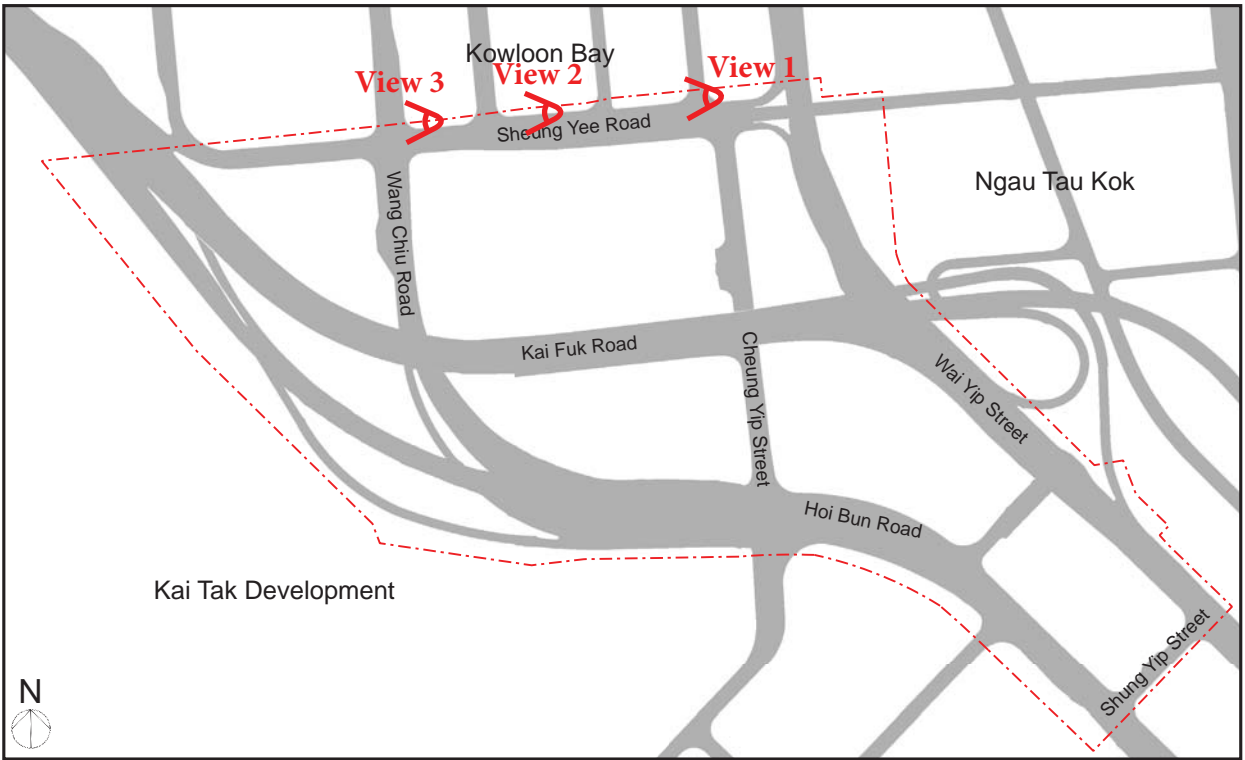 Kowloon Bay
View 3
View 2
View 1
Sheung Yee Road
Ngau Tau Kok
Wang Chiu Road
Kai Fuk Road
Cheung Yip Street
Wai Yip Street
Hoi Bun Road
Kai Tak Development
Shung Yip Street
N